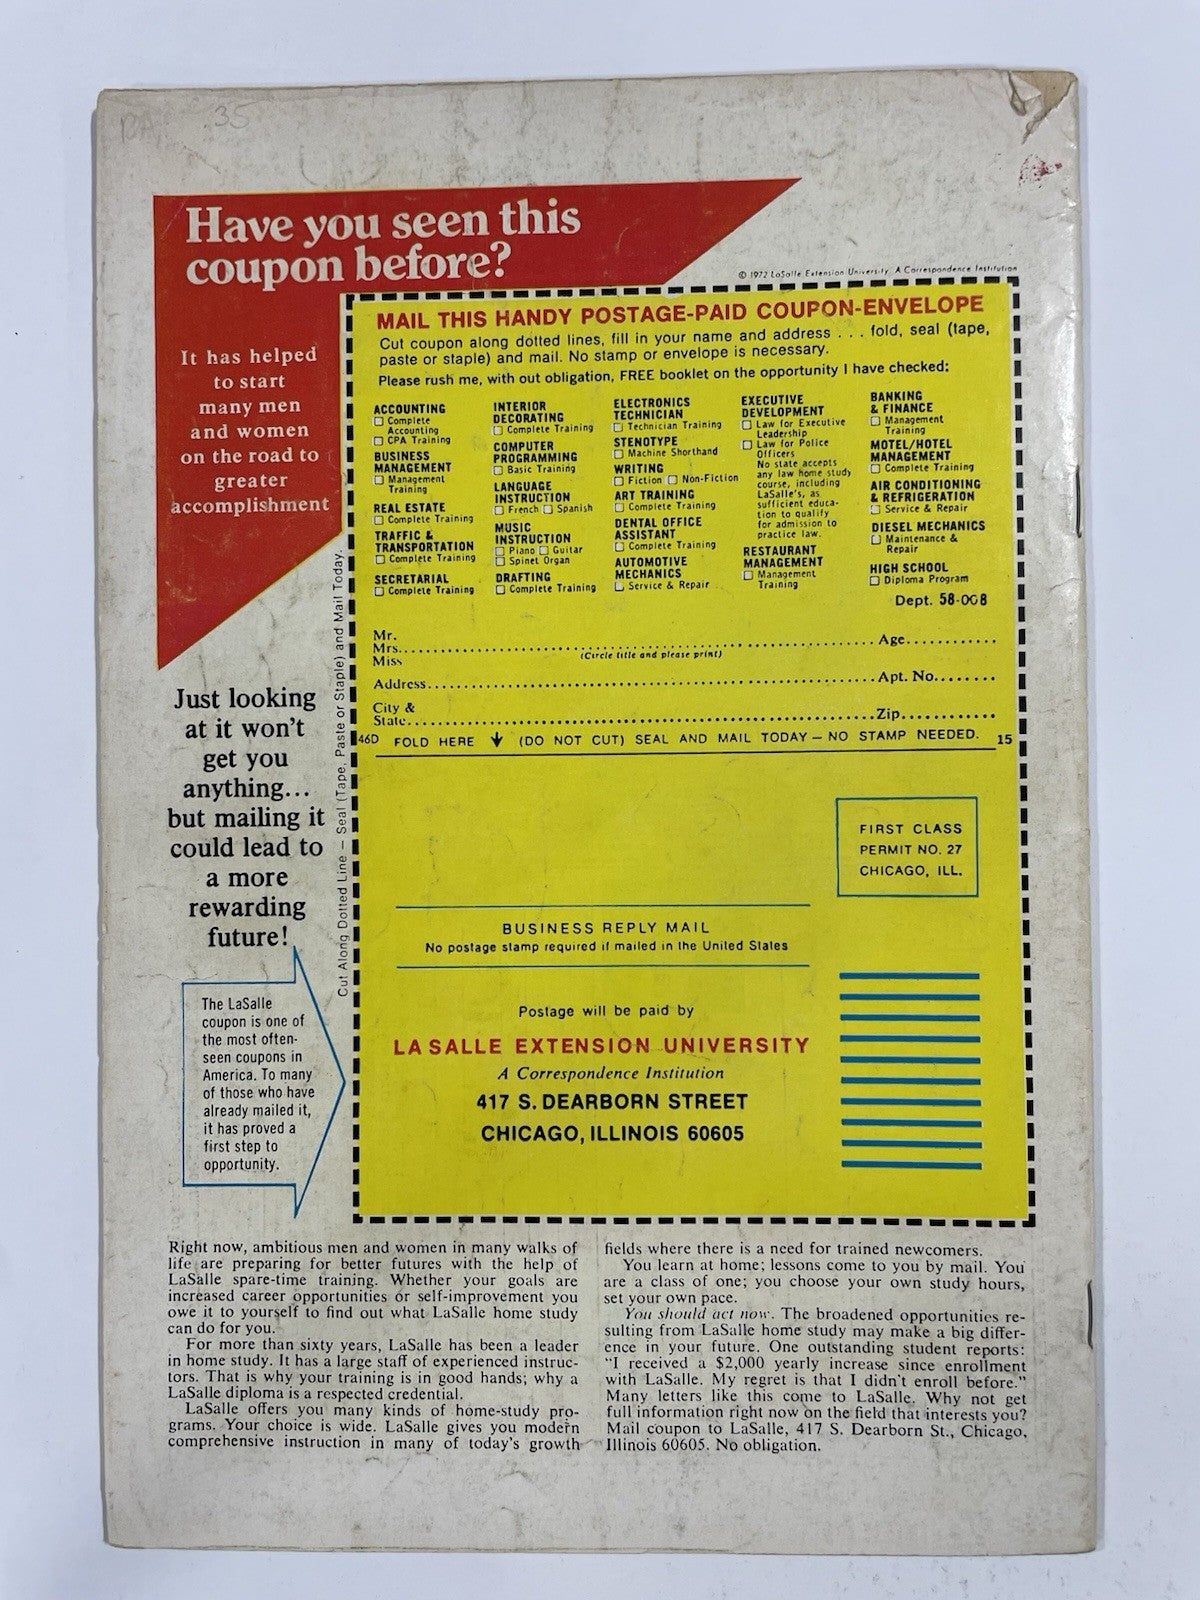 35
Have you seen this
coupon before?
© 1972 LaSalle Extension University, A Correspondence Institution
It has helped
to start
many men
and women
on the road to
greater
accomplishment
Just looking
at it won't
get you
anything...
but mailing it
could lead to
a more
rewarding
future!
The LaSalle
coupon is one of
the most often-
seen coupons in
America. To many
of those who have
already mailed it,
it has proved a
first step to
opportunity.
Cut Along Dotted Line — Seal (Tape, Paste or Staple) and Mail Today.
MAIL THIS HANDY POSTAGE-PAID COUPON-ENVELOPE
Cut coupon along dotted lines, fill in your name and address . . . fold, seal (tape,
paste or staple) and mail. No stamp or envelope is necessary.
Please rush me, with out obligation, FREE booklet on the opportunity I have checked:
ACCOUNTING
Complete
Accounting
CPA Training
BUSINESS
MANAGEMENT
Management
Training
REAL ESTATE
Complete Training
TRAFFIC &
TRANSPORTATION
Complete Training
SECRETARIAL
Complete Training
INTERIOR
DECORATING
Complete Training
COMPUTER
PROGRAMMING
Basic Training
LANGUAGE
INSTRUCTION
French Spanish
MUSIC
INSTRUCTION
Piano Guitar
Spinet Organ
DRAFTING
Complete Training
ELECTRONICS
TECHNICIAN
Technician Training
STENOTYPE
Machine Shorthand
WRITING
Fiction Non-Fiction
ART TRAINING
Complete Training
DENTAL OFFICE
ASSISTANT
Complete Training
AUTOMOTIVE
MECHANICS
Service & Repair
EXECUTIVE
DEVELOPMENT
Law for Executive
Leadership
Law for Police
Officers
No state accepts
any law home study
course, including
LaSalle's, as
sufficient educa-
tion to qualify
for admission to
practice law.
RESTAURANT
MANAGEMENT
Management
Training
BANKING
& FINANCE
Management
Training
MOTEL/HOTEL
MANAGEMENT
Complete Training
AIR CONDITIONING
& REFRIGERATION
Service & Repair
DIESEL MECHANICS
Maintenance &
Repair
HIGH SCHOOL
Diploma Program
Dept. 58-008
Mr.
Mrs. Age
Miss
(Circle title and please print)
Address Apt. No.
City &
State Zip
46D FOLD HERE ↓ (DO NOT CUT) SEAL AND MAIL TODAY — NO STAMP NEEDED. 15
FIRST CLASS
PERMIT NO. 27
CHICAGO, ILL.
BUSINESS REPLY MAIL
No postage stamp required if mailed in the United States
Postage will be paid by
LA SALLE EXTENSION UNIVERSITY
A Correspondence Institution
417 S. DEARBORN STREET
CHICAGO, ILLINOIS 60605
Right now, ambitious men and women in many walks of
life are preparing for better futures with the help of
LaSalle spare-time training. Whether your goals are
increased career opportunities or self-improvement you
owe it to yourself to find out what LaSalle home study
can do for you.
For more than sixty years, LaSalle has been a leader
in home study. It has a large staff of experienced instruc-
tors. That is why your training is in good hands; why a
LaSalle diploma is a respected credential.
LaSalle offers you many kinds of home-study pro-
grams. Your choice is wide. LaSalle gives you modern
comprehensive instruction in many of today's growth
fields where there is a need for trained newcomers.
You learn at home; lessons come to you by mail. You
are a class of one; you choose your own study hours,
set your own pace.
You should act now. The broadened opportunities re-
sulting from LaSalle home study may make a big differ-
ence in your future. One outstanding student reports:
"I received a $2,000 yearly increase since enrollment
with LaSalle. My regret is that I didn't enroll before."
Many letters like this come to LaSalle. Why not get
full information right now on the field that interests you?
Mail coupon to LaSalle, 417 S. Dearborn St., Chicago,
Illinois 60605. No obligation.